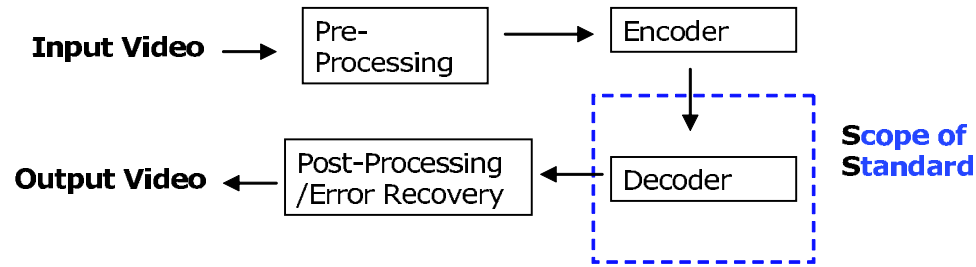 Input Video
Pre-
Processing
Encoder
Scope of
Standard
Output Video
Post-Processing
/Error Recovery
Decoder